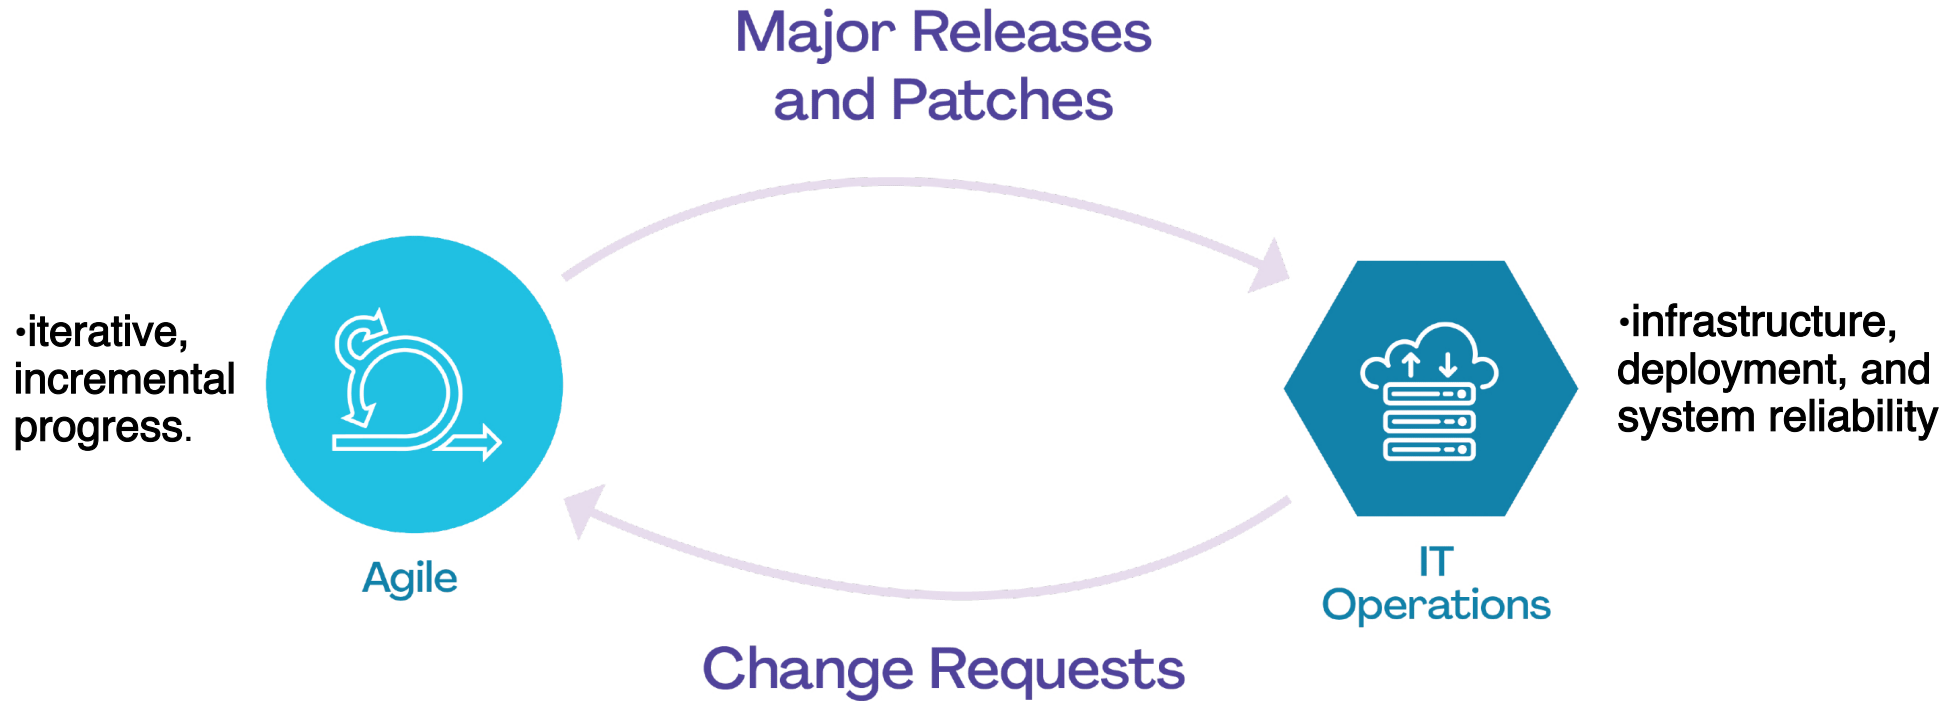 Major Releases
and Patches
•iterative,
incremental
progress.
•infrastructure,
deployment, and
system reliability
Agile
IT
Operations
Change Requests